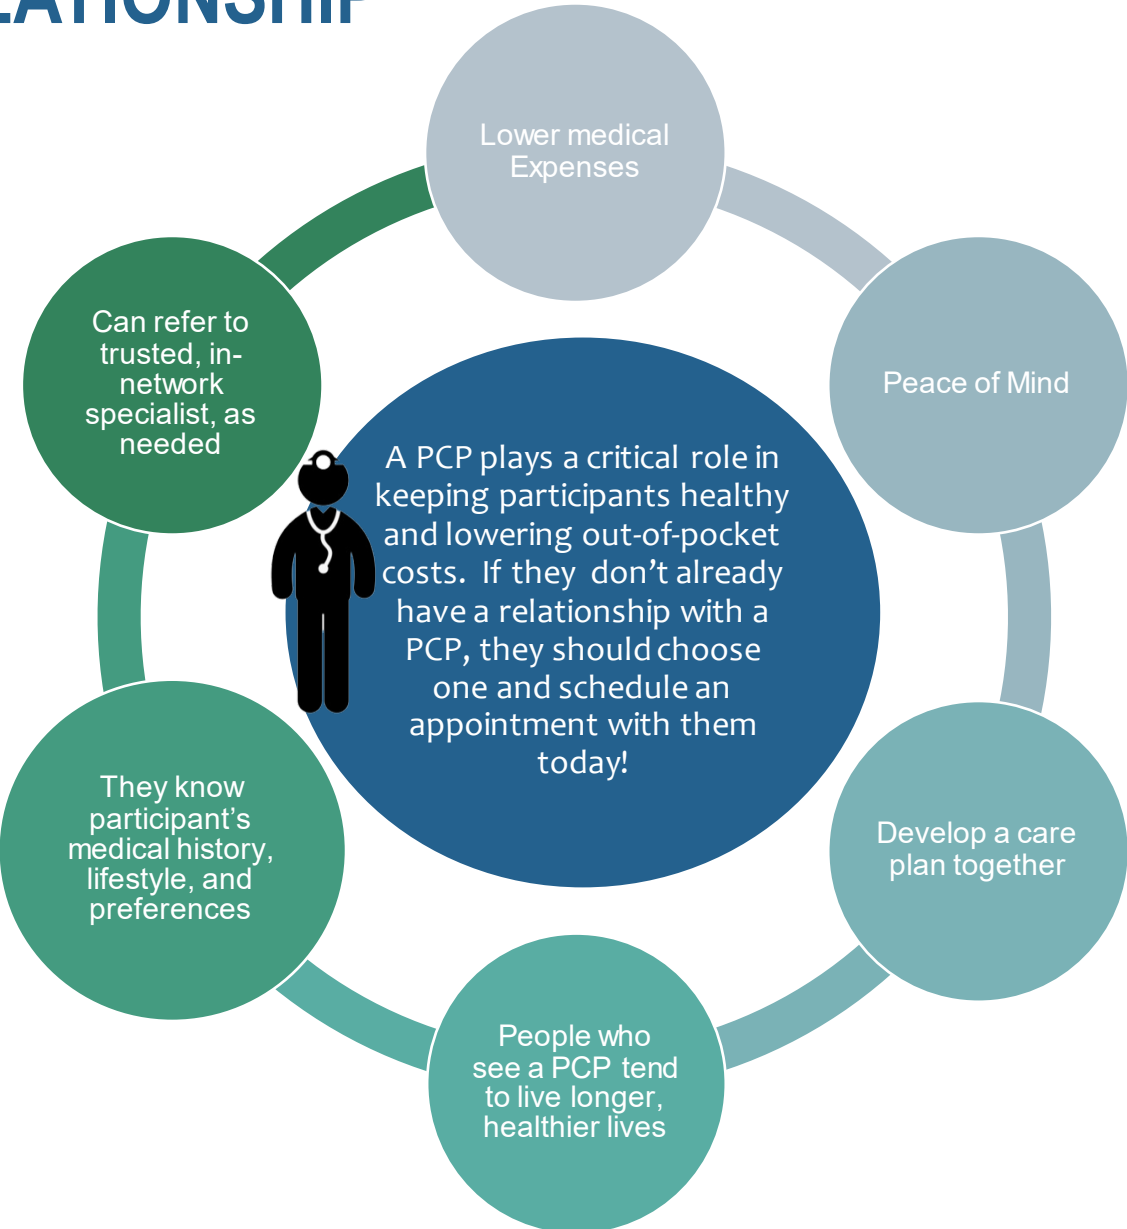 Lower medical
Expenses
Peace of Mind
Develop a care
plan together
People who
see a PCP tend
to live longer,
healthier lives
They know
participant’s
medical history,
lifestyle, and
preferences
Can refer to
trusted, in-
network
specialist, as
needed
A PCP plays a critical role in
keeping participants healthy
and lowering out-of-pocket
costs. If they don’t already
have a relationship with a
PCP, they should choose
one and schedule an
appointment with them
today!